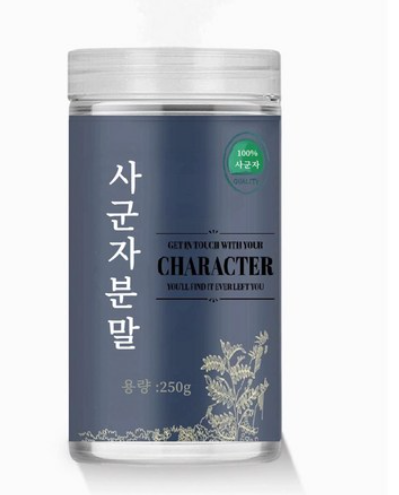 100%
사군자
사군자분말
GET IN TOUCH WITH YOUR
CHARACTER
YOU'LL FIND IT EVER LEFT YOU
용량 :250g